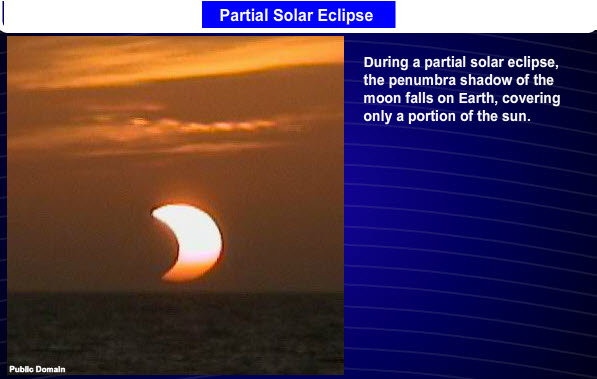 Partial Solar Eclipse
During a partial solar eclipse,
the penumbra shadow of the
moon falls on Earth, covering
only a portion of the sun.
Public Domain